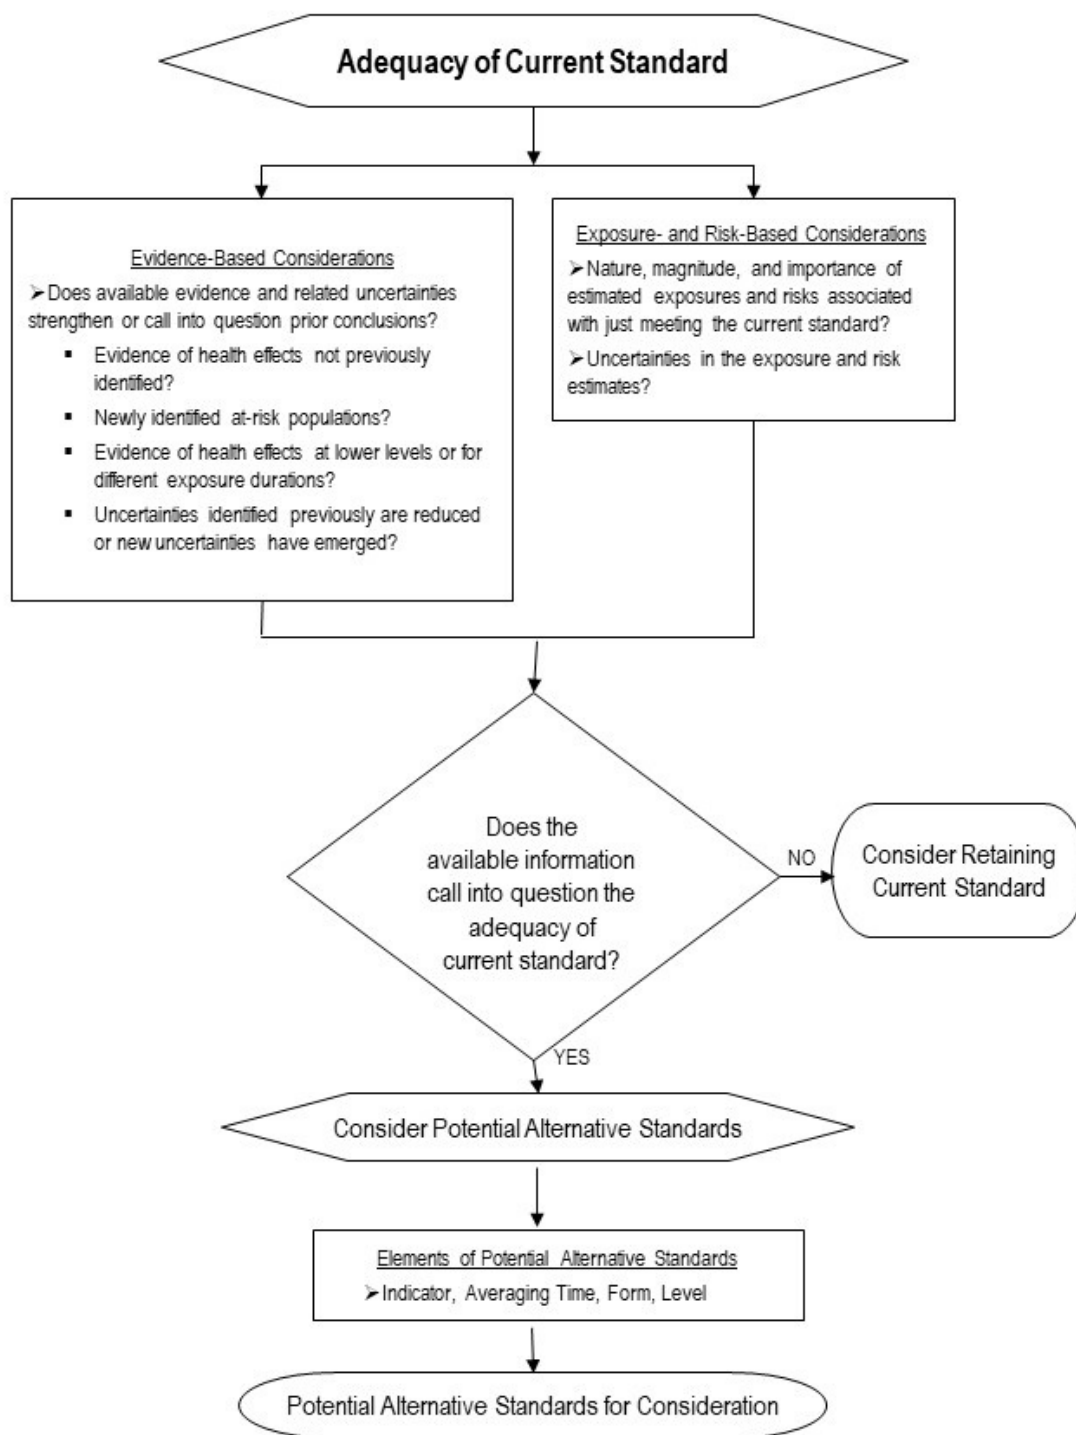 Adequacy of Current Standard
Evidence-Based Considerations
➢Does available evidence and related uncertainties
strengthen or call into question prior conclusions?
▪ Evidence of health effects not previously
identified?
▪ Newly identified at-risk populations?
▪ Evidence of health effects at lower levels or for
different exposure durations?
▪ Uncertainties identified previously are reduced
or new uncertainties have emerged?
Exposure- and Risk-Based Considerations
➢Nature, magnitude, and importance of
estimated exposures and risks associated
with just meeting the current standard?
➢Uncertainties in the exposure and risk
estimates?
Does the
available information
call into question the
adequacy of
current standard?
NO
Consider Retaining
Current Standard
YES
Consider Potential Alternative Standards
Elements of Potential Alternative Standards
➢Indicator, Averaging Time, Form, Level
Potential Alternative Standards for Consideration